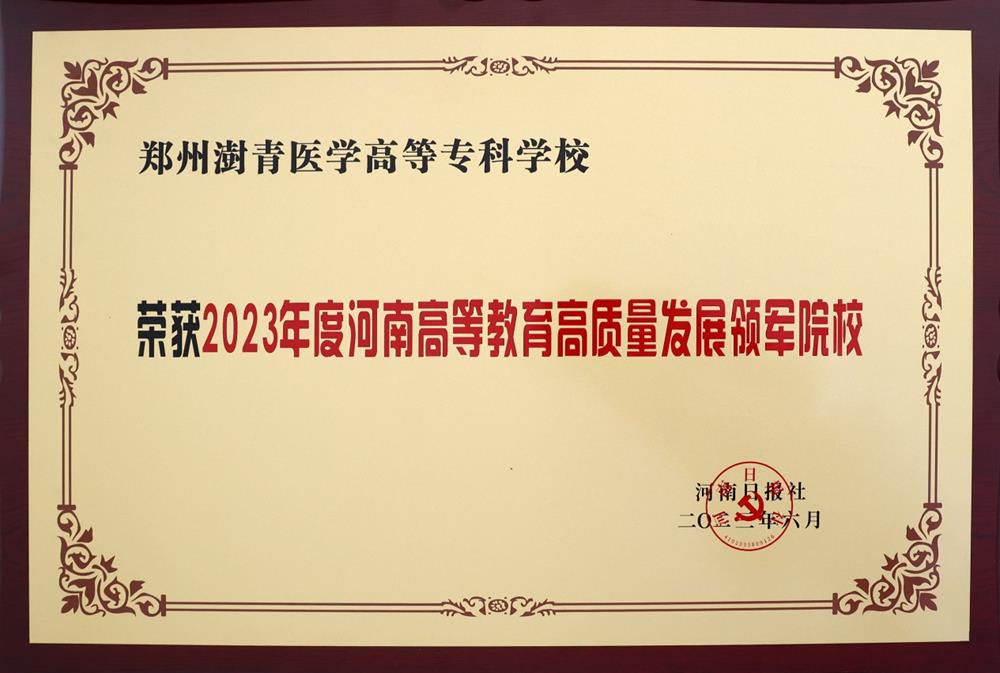 郑州澍青医学高等专科学校
荣获2023年度河南高等教育高质量发展领军院校
河南日报社
二〇二三年六月